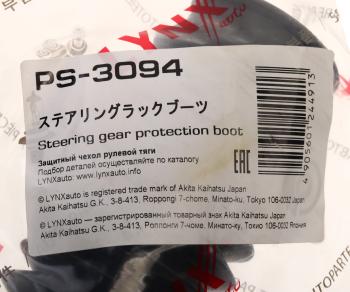 LYNX
PS-3094
ステアリングラックブーツ
Steering gear protection boot
Защитный чехол рулевой тяги
Подбор деталей осуществляйте по каталогу
LYNXauto: www.lynxauto.info
EAC
4905601244913
© LYNXauto is registered trade mark of Akita Kaihatsu Japan
Akita Kaihatsu G.K., 3-8-413, Roppongi 7-chome, Minato-ku, Tokyo 106-0032 Japan
© LYNXauto — зарегистрированный товарный знак Akita Kaihatsu Japan
Akita Kaihatsu G.K., 3-8-413, Роппонги 7-chome, Минато-ку, Токио 106-0032 Япония